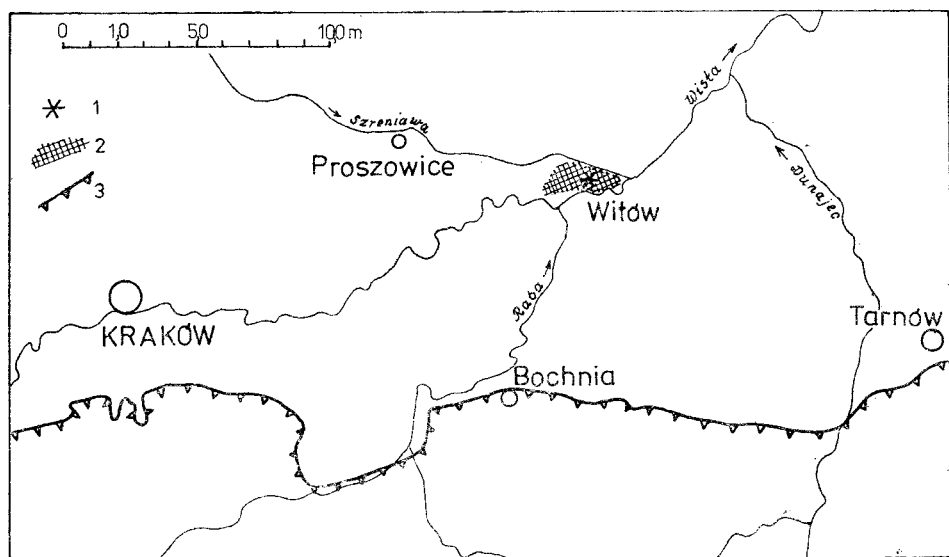 0 1,0 5,0 10,0 m
1
2
3
Szreniawa
Proszowice
Wisła
Dunajec
Witów
Raba
KRAKÓW
Tarnów
Bochnia